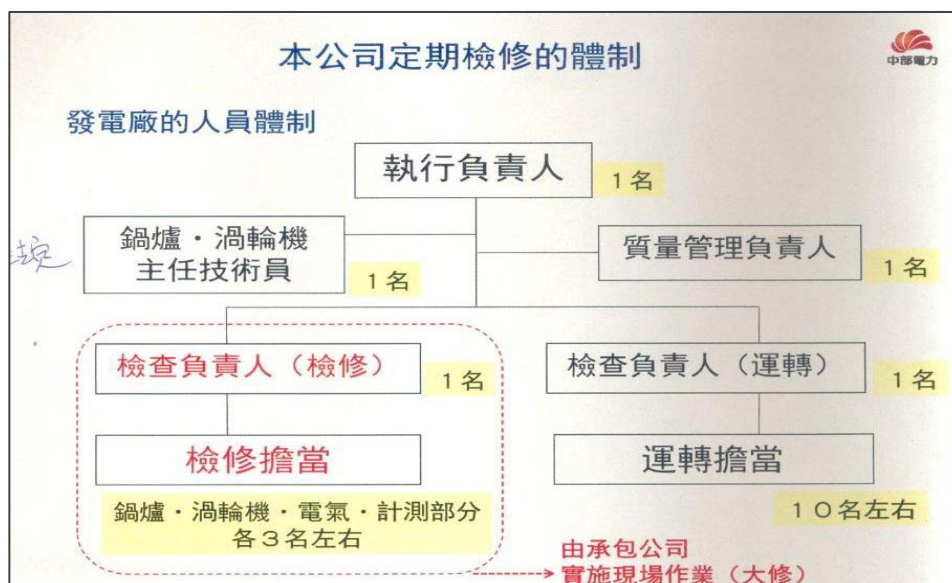 本公司定期檢修的體制
中部電力
發電廠的人員體制
執行負責人
1名
鍋爐・渦輪機
主任技術員
1名
質量管理負責人
1名
檢查負責人（檢修）
1名
檢查負責人（運轉）
1名
檢修擔當
運轉擔當
鍋爐・渦輪機・電氣・計測部分
各3名左右
10名左右
由承包公司
實施現場作業（大修）